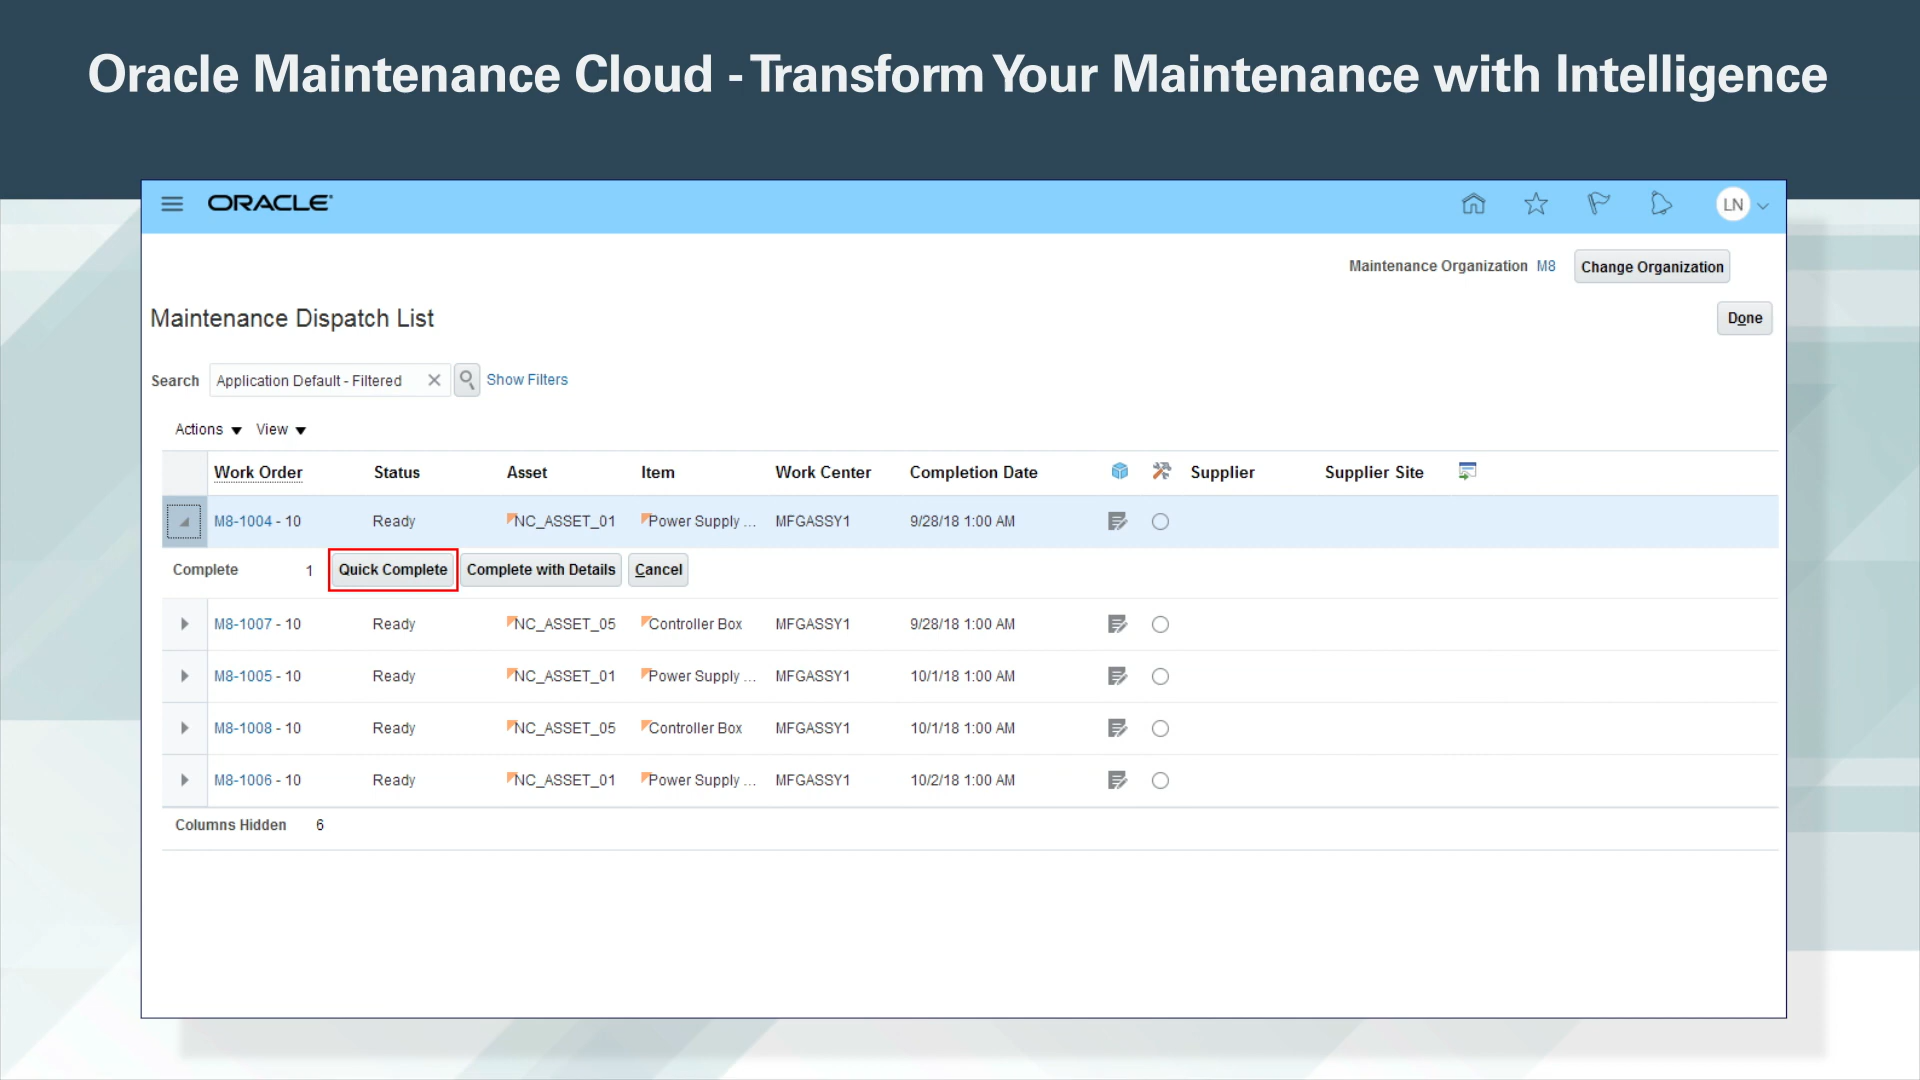 Oracle Maintenance Cloud - Transform Your Maintenance with Intelligence
ORACLE
LN
Maintenance Organization M8 Change Organization
Maintenance Dispatch List
Done
Search Application Default - Filtered Show Filters
Actions View
Work Order Status Asset Item Work Center Completion Date Supplier Supplier Site
M8-1004 - 10 Ready NC_ASSET_01 Power Supply ... MFGASSY1 9/28/18 1:00 AM
Complete 1 Quick Complete Complete with Details Cancel
M8-1007 - 10 Ready NC_ASSET_05 Controller Box MFGASSY1 9/28/18 1:00 AM
M8-1005 - 10 Ready NC_ASSET_01 Power Supply ... MFGASSY1 10/1/18 1:00 AM
M8-1008 - 10 Ready NC_ASSET_05 Controller Box MFGASSY1 10/1/18 1:00 AM
M8-1006 - 10 Ready NC_ASSET_01 Power Supply ... MFGASSY1 10/2/18 1:00 AM
Columns Hidden 6